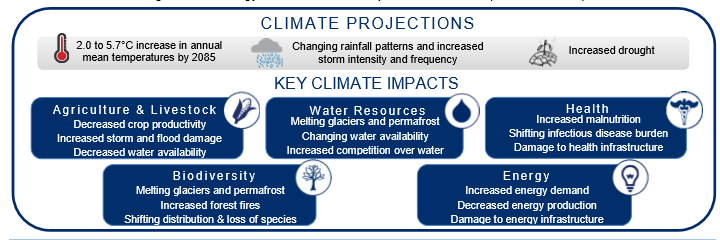 CLIMATE PROJECTIONS
2.0 to 5.7°C increase in annual
mean temperatures by 2085
Changing rainfall patterns and increased
storm intensity and frequency
Increased drought
KEY CLIMATE IMPACTS
Agriculture & Livestock
Decreased crop productivity
Increased storm and flood damage
Decreased water availability
Water Resources
Melting glaciers and permafrost
Changing water availability
Increased competition over water
Health
Increased malnutrition
Shifting infectious disease burden
Damage to health infrastructure
Biodiversity
Melting glaciers and permafrost
Increased forest fires
Shifting distribution & loss of species
Energy
Increased energy demand
Decreased energy production
Damage to energy infrastructure